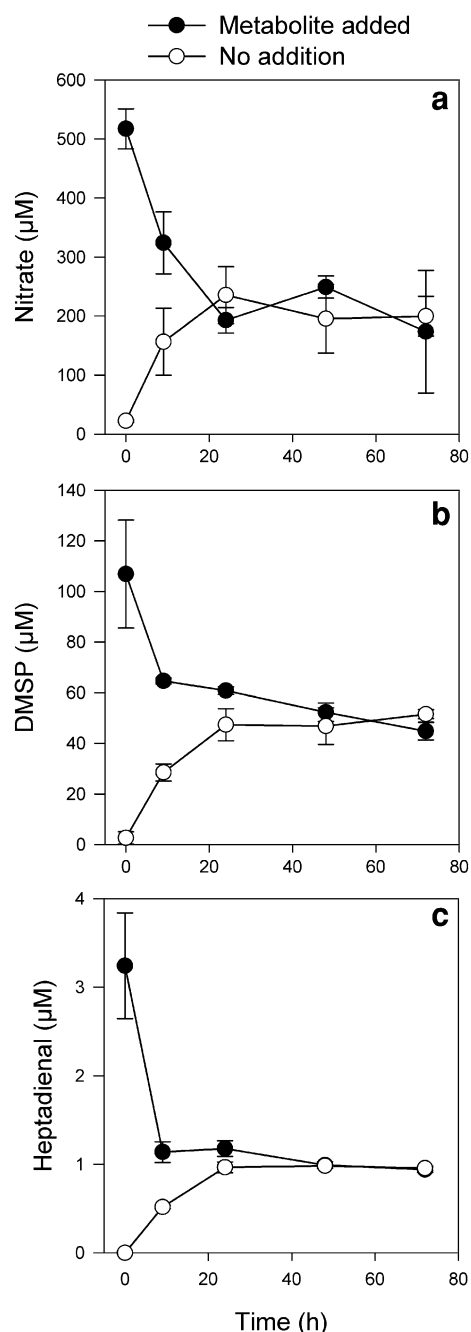 Metabolite added
No addition
a
600
500
400
300
200
100
0
Nitrate (µM)
0 20 40 60 80
b
140
120
100
80
60
40
20
0
DMSP (µM)
0 20 40 60 80
c
4
3
2
1
0
Heptadienal (µM)
0 20 40 60 80
Time (h)